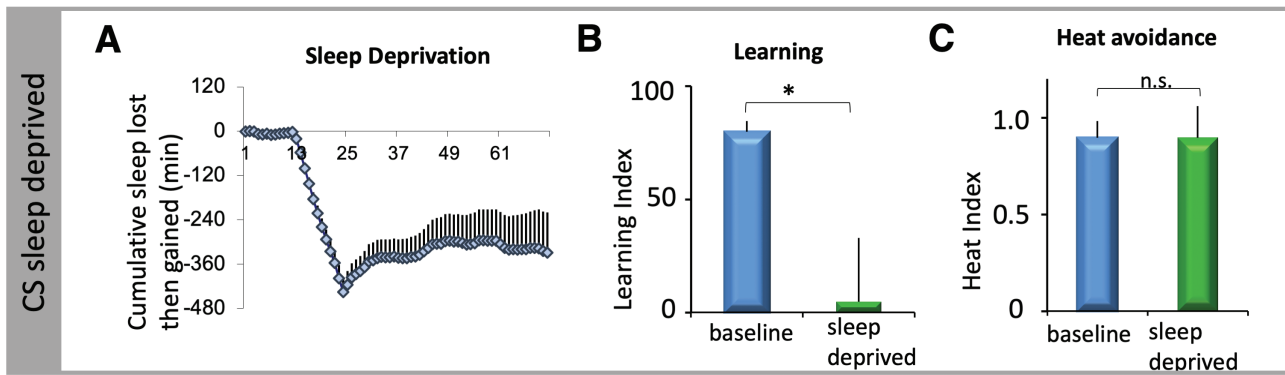 CS sleep deprived
A
Sleep Deprivation
Cumulative sleep lost
then gained (min)
120
0
-120
-240
-360
-480
1 13 25 37 49 61
B
Learning
Learning Index
100
50
0
*
baseline
sleep
deprived
C
Heat avoidance
Heat Index
1.0
0.5
0
n.s.
baseline
sleep
deprived